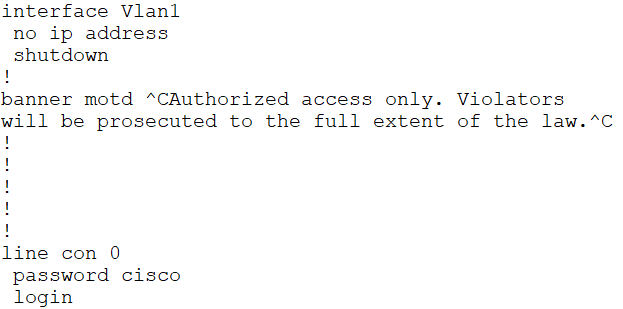 interface Vlan1
 no ip address
 shutdown
!
banner motd ^CAuthorized access only. Violators
will be prosecuted to the full extent of the law.^C
!
!
!
!
!
line con 0
 password cisco
 login